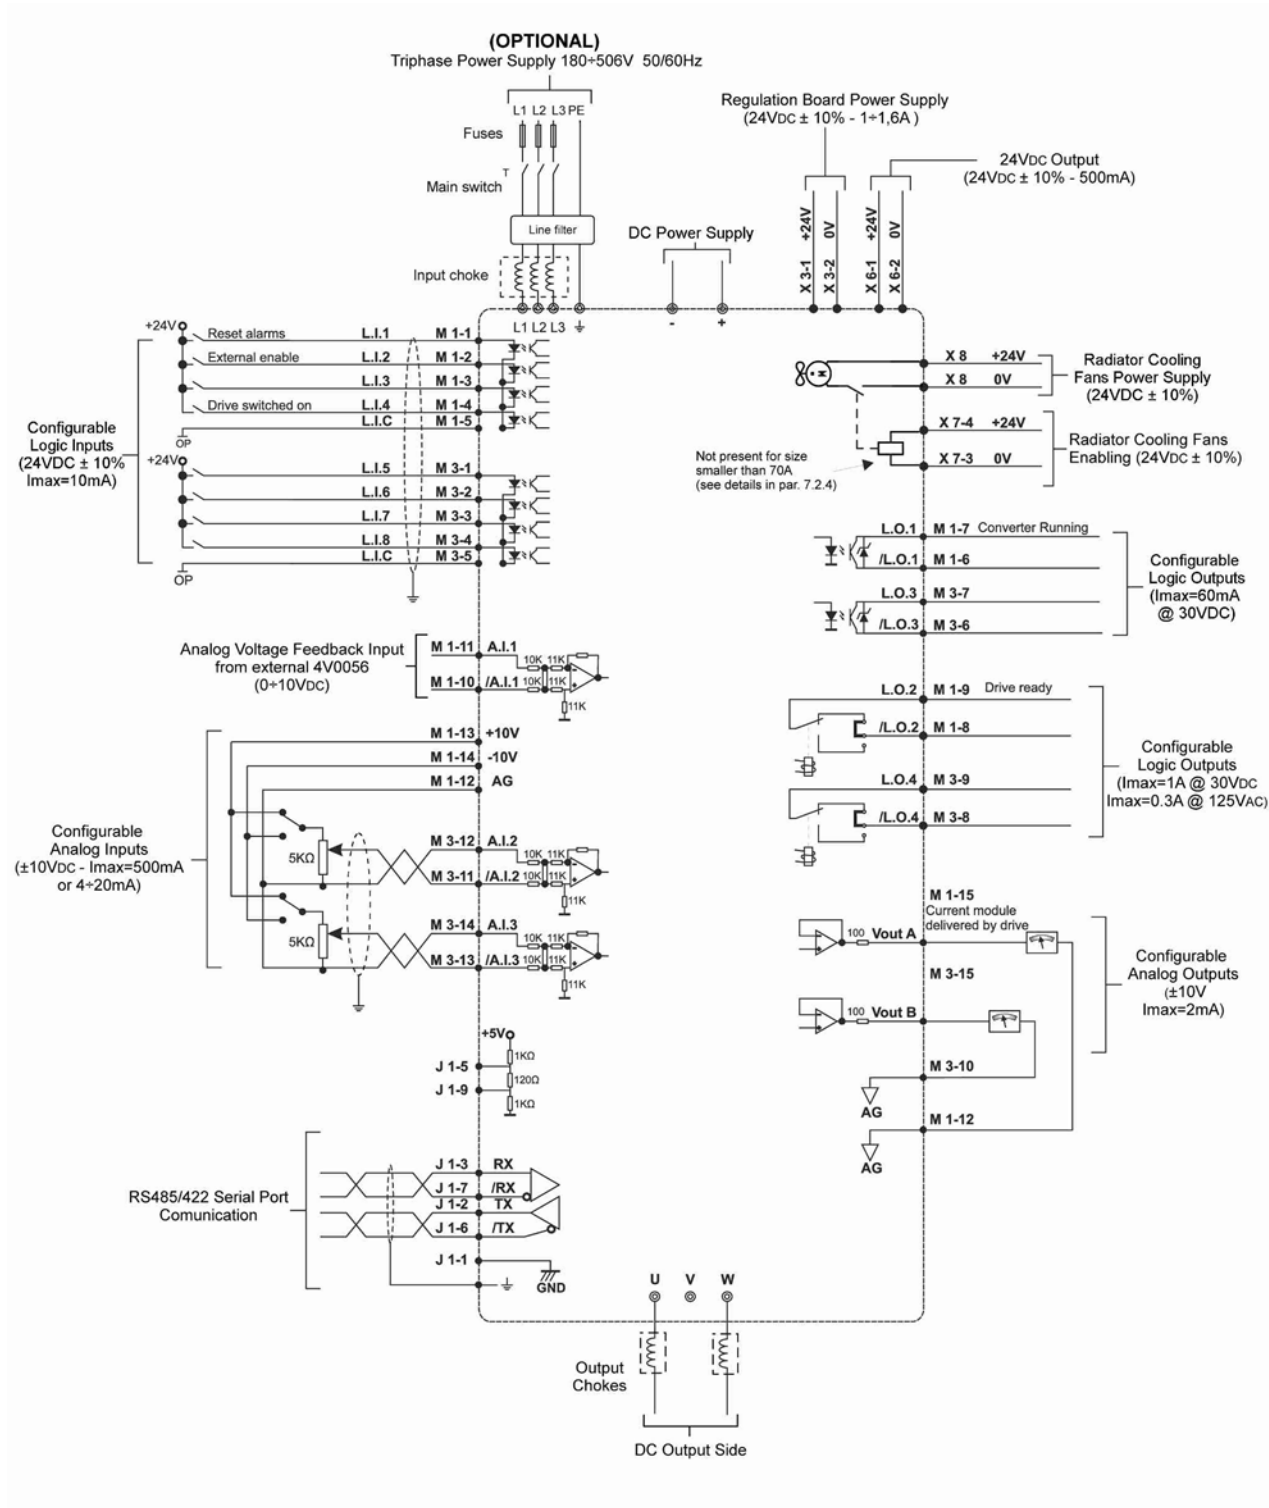 (OPTIONAL)
Triphase Power Supply 180÷506V 50/60Hz
L1 L2 L3 PE
Fuses
T
Main switch
Line filter
Input choke
L1 L2 L3
DC Power Supply
-
+
Regulation Board Power Supply
(24VDC ± 10% - 1÷1,6A )
24VDC Output
(24VDC ± 10% - 500mA)
X 3-1 +24V
X 3-2 0V
X 6-1 +24V
X 6-2 0V
+24V
Reset alarms L.I.1 M 1-1
External enable L.I.2 M 1-2
L.I.3 M 1-3
Drive switched on L.I.4 M 1-4
L.I.C M 1-5
OP
Configurable
Logic Inputs
(24VDC ± 10%
Imax=10mA)
+24V
L.I.5 M 3-1
L.I.6 M 3-2
L.I.7 M 3-3
L.I.8 M 3-4
L.I.C M 3-5
OP
M
X 8 +24V
X 8 0V
Radiator Cooling
Fans Power Supply
(24VDC ± 10%)
X 7-4 +24V
X 7-3 0V
Radiator Cooling Fans
Enabling (24VDC ± 10%)
Not present for size
smaller than 70A
(see details in par. 7.2.4)
L.O.1 M 1-7 Converter Running
/L.O.1 M 1-6
L.O.3 M 3-7
/L.O.3 M 3-6
Configurable
Logic Outputs
(Imax=60mA
@ 30VDC)
Analog Voltage Feedback Input
from external 4V0056
(0÷10VDC)
M 1-11 A.I.1
10K 11K
M 1-10 /A.I.1 10K 11K
11K
L.O.2 M 1-9 Drive ready
/L.O.2 M 1-8
L.O.4 M 3-9
/L.O.4 M 3-8
Configurable
Logic Outputs
(Imax=1A @ 30VDC
Imax=0.3A @ 125VAC)
M 1-13 +10V
M 1-14 -10V
M 1-12 AG
Configurable
Analog Inputs
(±10VDC - Imax=500mA
or 4÷20mA)
5KΩ
M 3-12 A.I.2
10K 11K
M 3-11 /A.I.2 10K 11K
11K
5KΩ
M 3-14 A.I.3
10K 11K
M 3-13 /A.I.3 10K 11K
11K
M 1-15
Current module
delivered by drive
100 Vout A
M 3-15
100 Vout B
M 3-10
AG
M 1-12
AG
Configurable
Analog Outputs
(±10V
Imax=2mA)
+5V
1KΩ
J 1-5
120Ω
J 1-9
1KΩ
RS485/422 Serial Port
Comunication
J 1-3 RX
J 1-7 /RX
J 1-2 TX
J 1-6 /TX
J 1-1
GND
U V W
Output
Chokes
DC Output Side